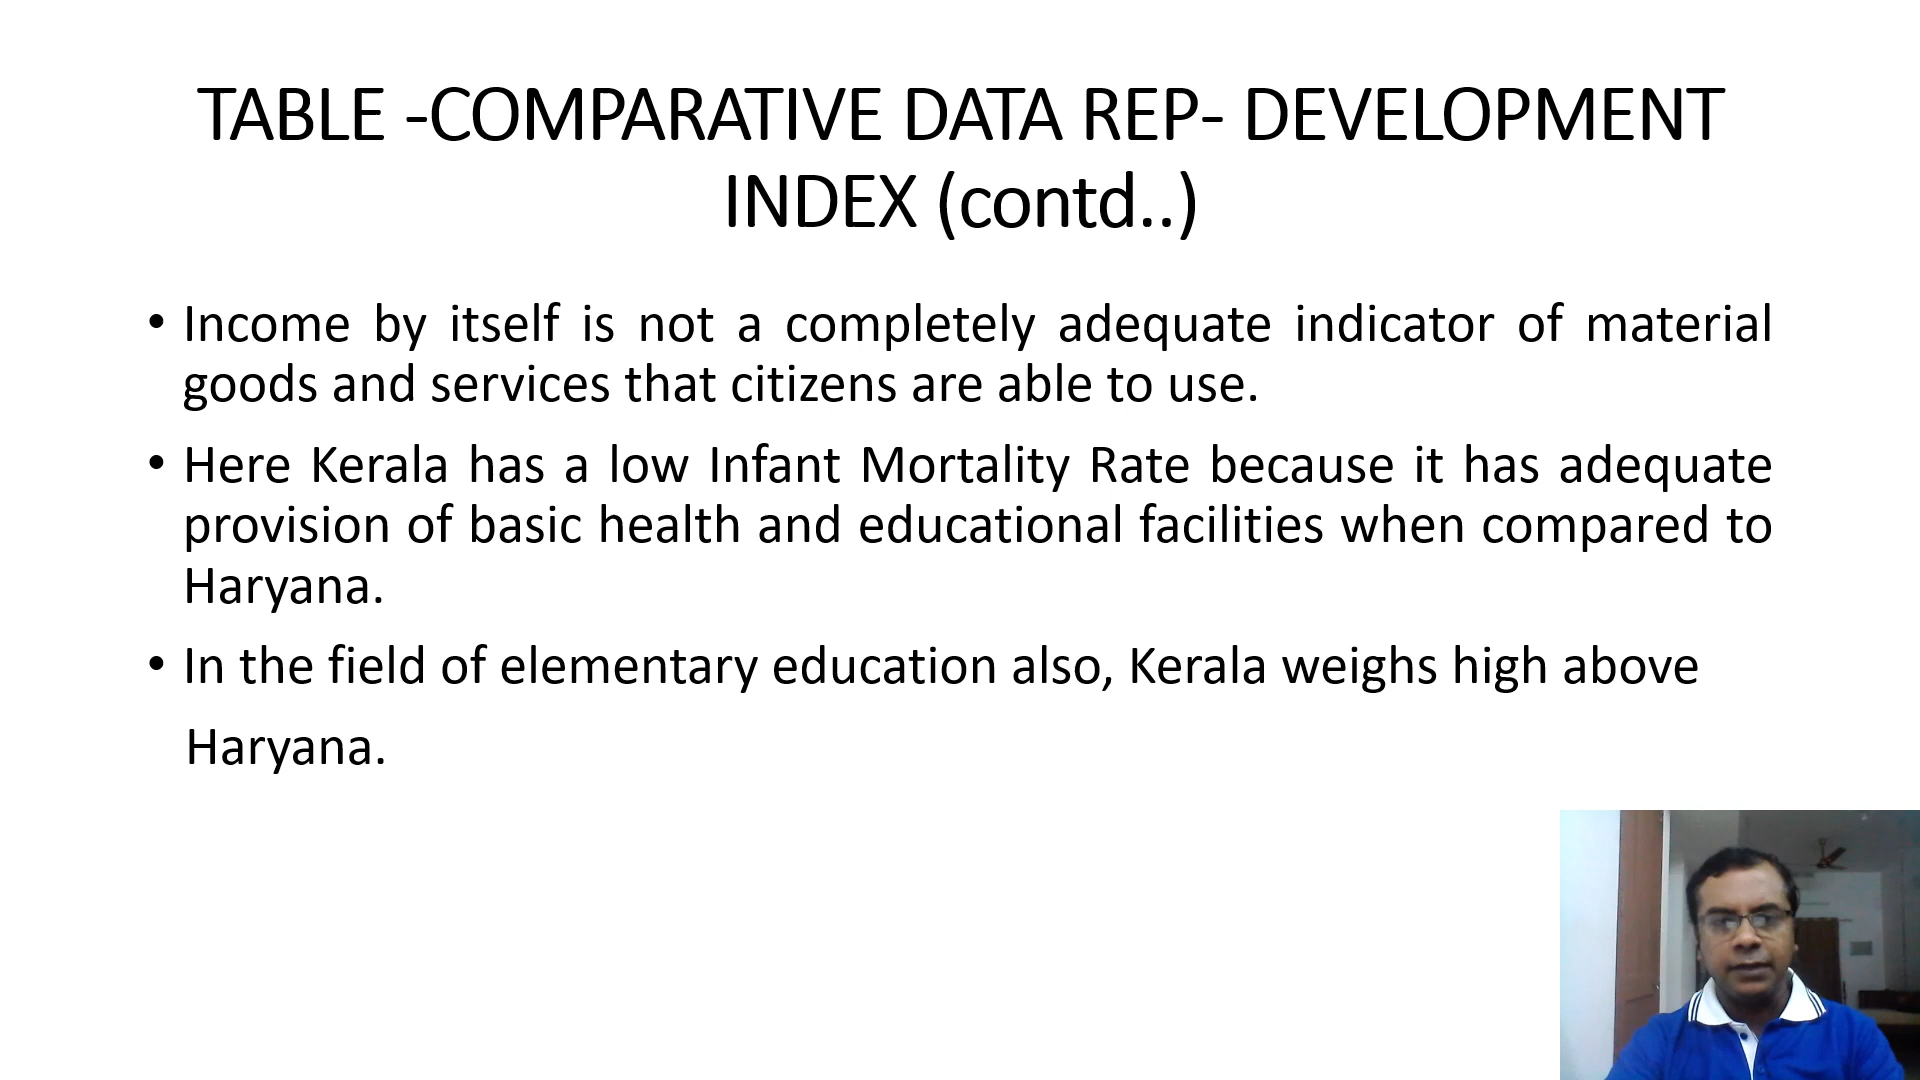 TABLE -COMPARATIVE DATA REP- DEVELOPMENT
INDEX (contd..)
• Income by itself is not a completely adequate indicator of material
goods and services that citizens are able to use.
• Here Kerala has a low Infant Mortality Rate because it has adequate
provision of basic health and educational facilities when compared to
Haryana.
• In the field of elementary education also, Kerala weighs high above
Haryana.